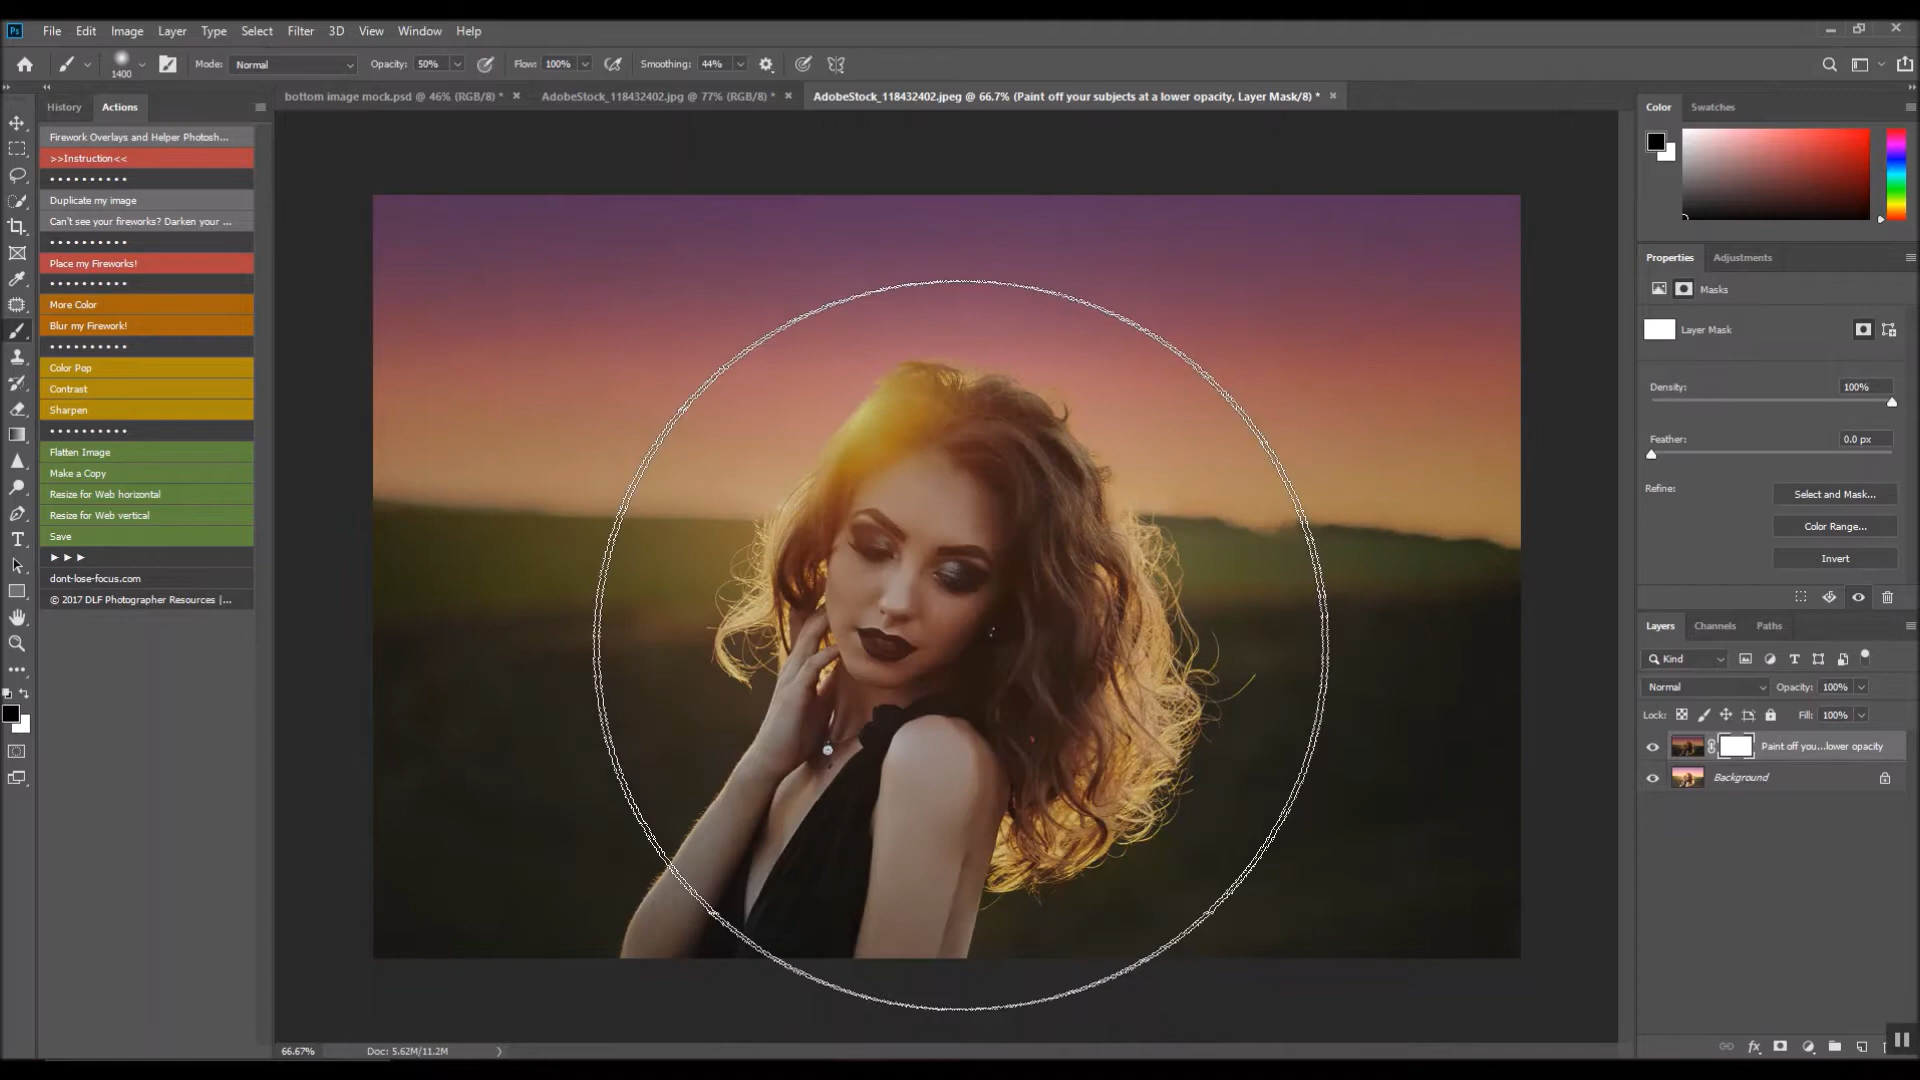 Ps File Edit Image Layer Type Select Filter 3D View Window Help
1400 Mode: Normal Opacity: 50% Flow: 100% Smoothing: 44%
bottom image mock.psd @ 46% (RGB/8) * AdobeStock_118432402.jpg @ 77% (RGB/8) * AdobeStock_118432402.jpeg @ 66.7% (Paint off your subjects at a lower opacity, Layer Mask/8) *
History Actions
Firework Overlays and Helper Photosh...
>>Instruction<<
Duplicate my image
Can't see your fireworks? Darken your ...
Place my Fireworks!
More Color
Blur my Firework!
Color Pop
Contrast
Sharpen
Flatten Image
Make a Copy
Resize for Web horizontal
Resize for Web vertical
Save
dont-lose-focus.com
© 2017 DLF Photographer Resources |...
Color Swatches
Properties Adjustments
Masks
Layer Mask
Density: 100%
Feather: 0.0 px
Refine: Select and Mask...
Color Range...
Invert
Layers Channels Paths
Kind
Normal Opacity: 100%
Lock: Fill: 100%
Paint off you...lower opacity
Background
66.67% Doc: 5.62M/11.2M